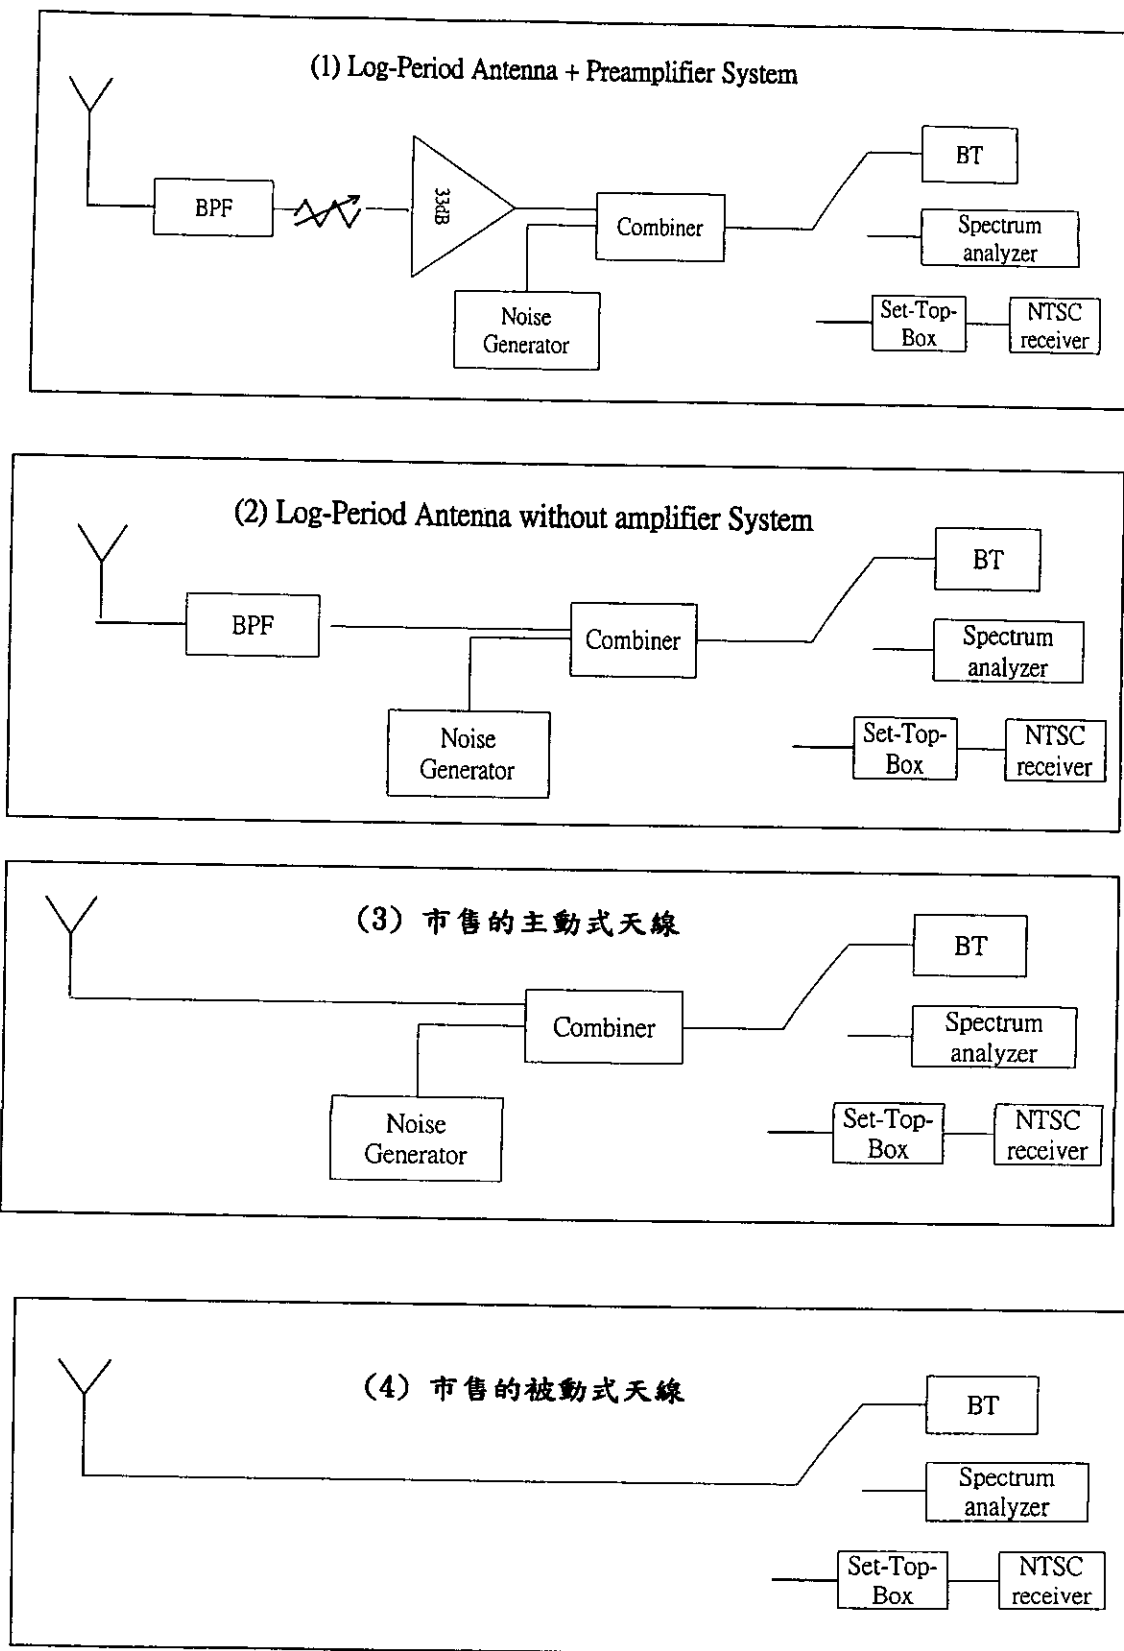 (1) Log-Period Antenna + Preamplifier System
BT
BPF
33dB
Combiner
Spectrum
analyzer
Noise
Generator
Set-Top-
Box
NTSC
receiver
(2) Log-Period Antenna without amplifier System
BT
BPF
Combiner
Spectrum
analyzer
Noise
Generator
Set-Top-
Box
NTSC
receiver
(3) 市售的主動式天線
BT
Combiner
Spectrum
analyzer
Noise
Generator
Set-Top-
Box
NTSC
receiver
(4) 市售的被動式天線
BT
Spectrum
analyzer
Set-Top-
Box
NTSC
receiver